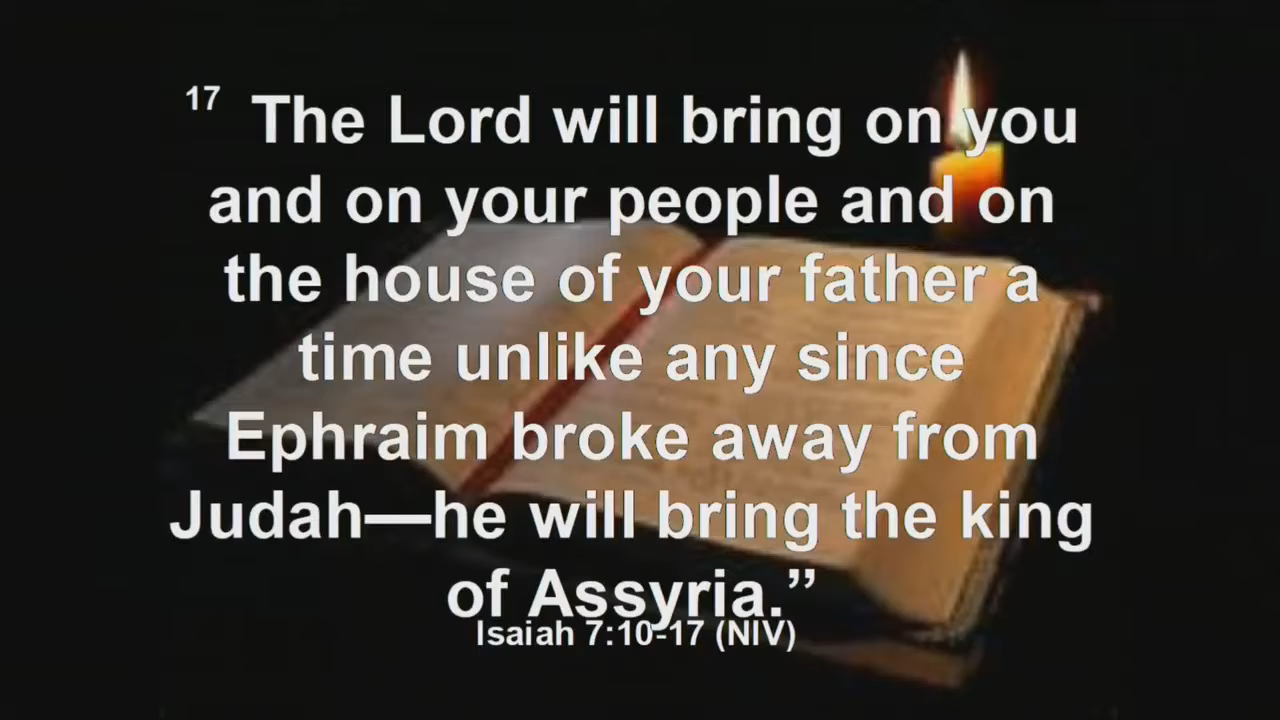 17 The Lord will bring on you
and on your people and on
the house of your father a
time unlike any since
Ephraim broke away from
Judah—he will bring the king
of Assyria.”
Isaiah 7:10-17 (NIV)